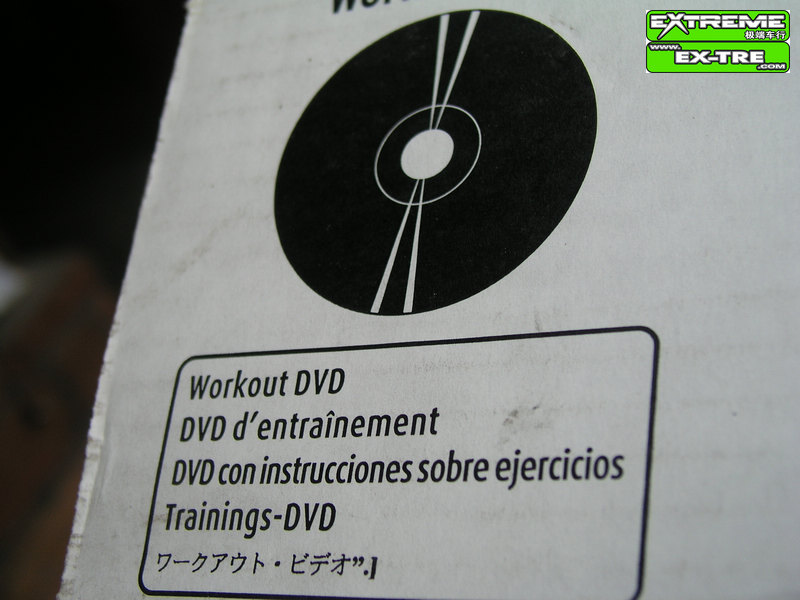 EXTREME
极端车行
www.
EX-TRE
.COM
Workout DVD
DVD d'entraînement
DVD con instrucciones sobre ejercicios
Trainings-DVD
ワークアウト・ビデオ”.]